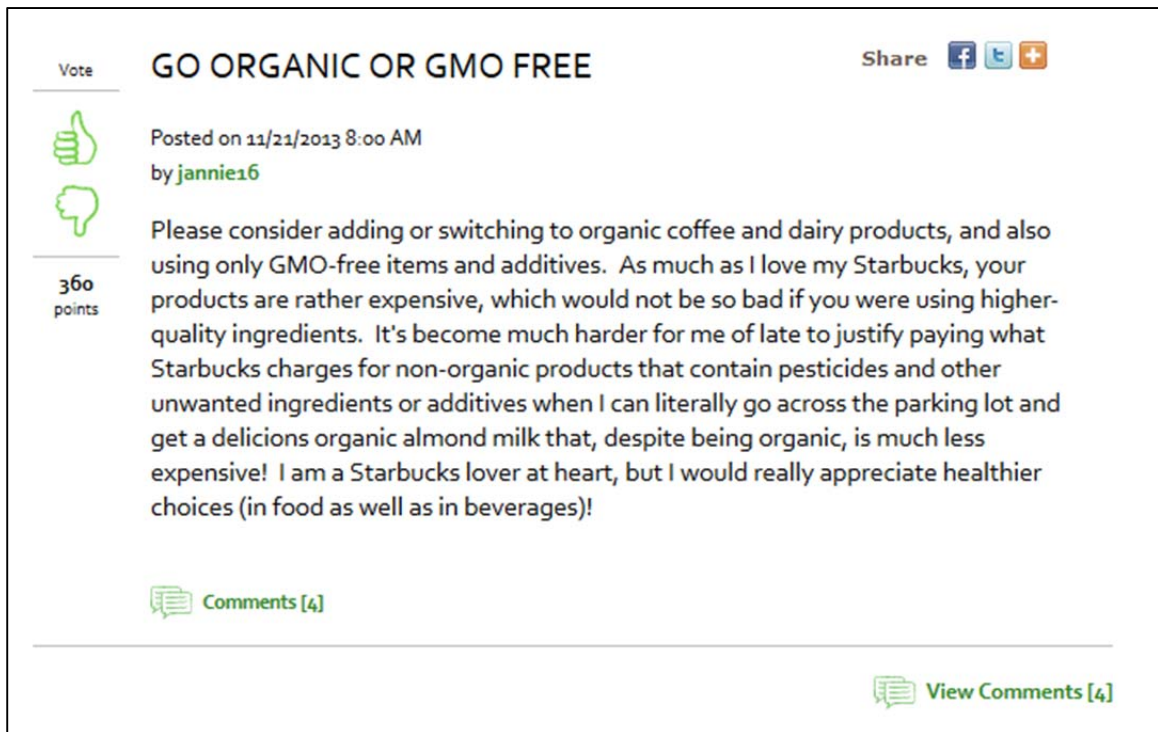 Vote
GO ORGANIC OR GMO FREE
Share
Posted on 11/21/2013 8:00 AM
by jannie16
360
points
Please consider adding or switching to organic coffee and dairy products, and also
using only GMO-free items and additives.  As much as I love my Starbucks, your
products are rather expensive, which would not be so bad if you were using higher-
quality ingredients.  It's become much harder for me of late to justify paying what
Starbucks charges for non-organic products that contain pesticides and other
unwanted ingredients or additives when I can literally go across the parking lot and
get a delicions organic almond milk that, despite being organic, is much less
expensive!  I am a Starbucks lover at heart, but I would really appreciate healthier
choices (in food as well as in beverages)!
Comments [4]
View Comments [4]